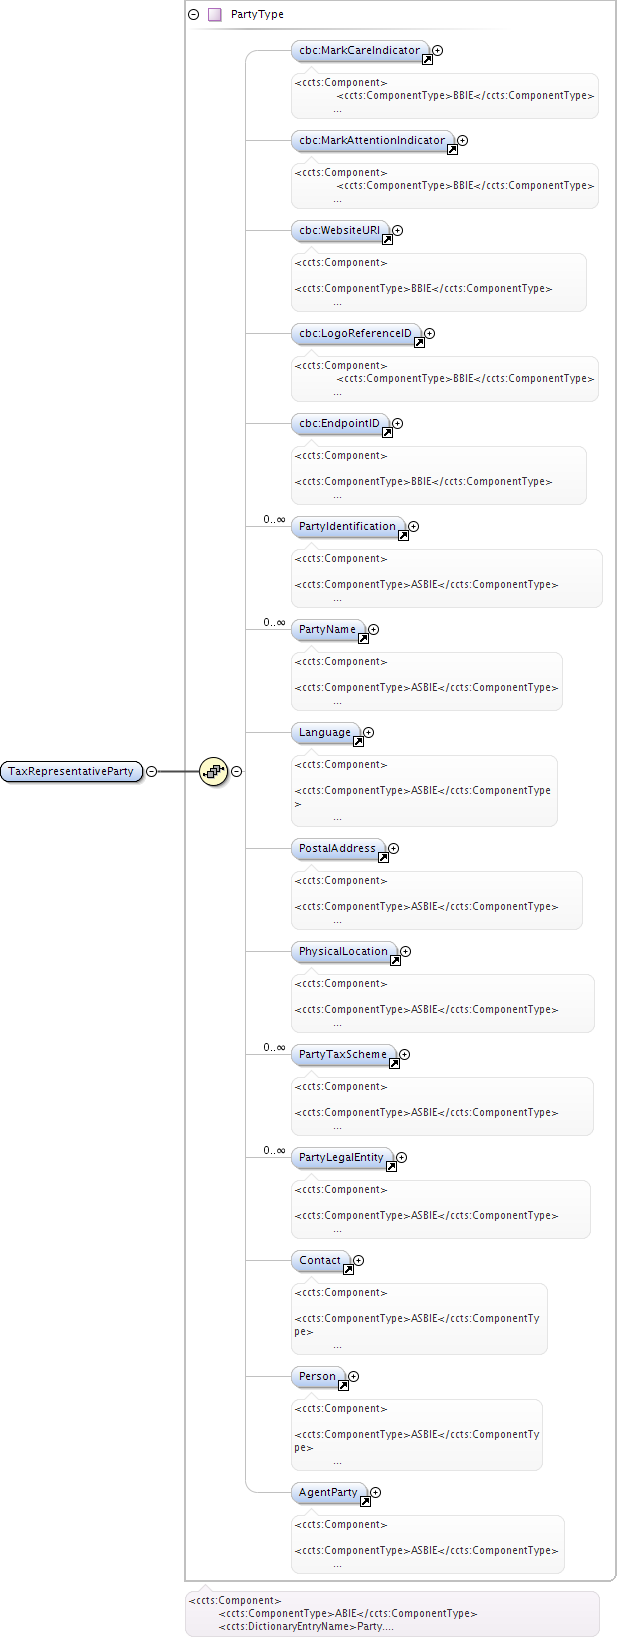 PartyType
cbc:MarkCareIndicator
<ccts:Component>
<ccts:ComponentType>BBIE</ccts:ComponentType>
...
cbc:MarkAttentionIndicator
<ccts:Component>
<ccts:ComponentType>BBIE</ccts:ComponentType>
...
cbc:WebsiteURI
<ccts:Component>
<ccts:ComponentType>BBIE</ccts:ComponentType>
...
cbc:LogoReferenceID
<ccts:Component>
<ccts:ComponentType>BBIE</ccts:ComponentType>
...
cbc:EndpointID
<ccts:Component>
<ccts:ComponentType>BBIE</ccts:ComponentType>
...
0..∞ PartyIdentification
<ccts:Component>
<ccts:ComponentType>ASBIE</ccts:ComponentType>
...
0..∞ PartyName
<ccts:Component>
<ccts:ComponentType>ASBIE</ccts:ComponentType>
...
Language
<ccts:Component>
<ccts:ComponentType>ASBIE</ccts:ComponentType
>
...
TaxRepresentativeParty
PostalAddress
<ccts:Component>
<ccts:ComponentType>ASBIE</ccts:ComponentType>
...
PhysicalLocation
<ccts:Component>
<ccts:ComponentType>ASBIE</ccts:ComponentType>
...
0..∞ PartyTaxScheme
<ccts:Component>
<ccts:ComponentType>ASBIE</ccts:ComponentType>
...
0..∞ PartyLegalEntity
<ccts:Component>
<ccts:ComponentType>ASBIE</ccts:ComponentType>
...
Contact
<ccts:Component>
<ccts:ComponentType>ASBIE</ccts:ComponentTy
pe>
...
Person
<ccts:Component>
<ccts:ComponentType>ASBIE</ccts:ComponentTy
pe>
...
AgentParty
<ccts:Component>
<ccts:ComponentType>ASBIE</ccts:ComponentType>
...
<ccts:Component>
<ccts:ComponentType>ABIE</ccts:ComponentType>
<ccts:DictionaryEntryName>Party....